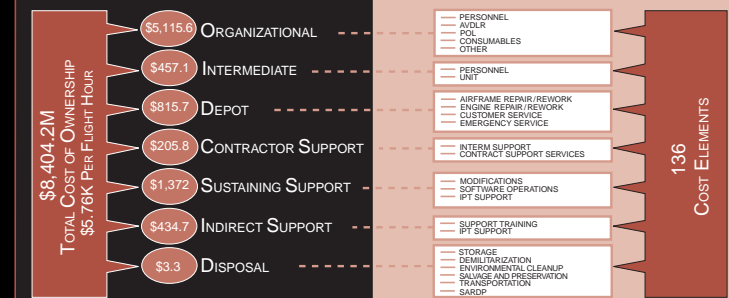 $8,404.2M
TOTAL COST OF OWNERSHIP
$5.76K PER FLIGHT HOUR
$5,115.6 ORGANIZATIONAL
PERSONNEL
AVDLR
POL
CONSUMABLES
OTHER
$457.1 INTERMEDIATE
PERSONNEL
UNIT
$815.7 DEPOT
AIRFRAME REPAIR/REWORK
ENGINE REPAIR/REWORK
CUSTOMER SERVICE
EMERGENCY SERVICE
$205.8 CONTRACTOR SUPPORT
INTERIM SUPPORT
CONTRACT SUPPORT SERVICES
$1,372 SUSTAINING SUPPORT
MODIFICATIONS
SOFTWARE OPERATIONS
IPT SUPPORT
$434.7 INDIRECT SUPPORT
SUPPORT TRAINING
IPT SUPPORT
$3.3 DISPOSAL
STORAGE
DEMILITARIZATION
ENVIRONMENTAL CLEANUP
SALVAGE AND PRESERVATION
TRANSPORTATION
SARDP
136
COST ELEMENTS